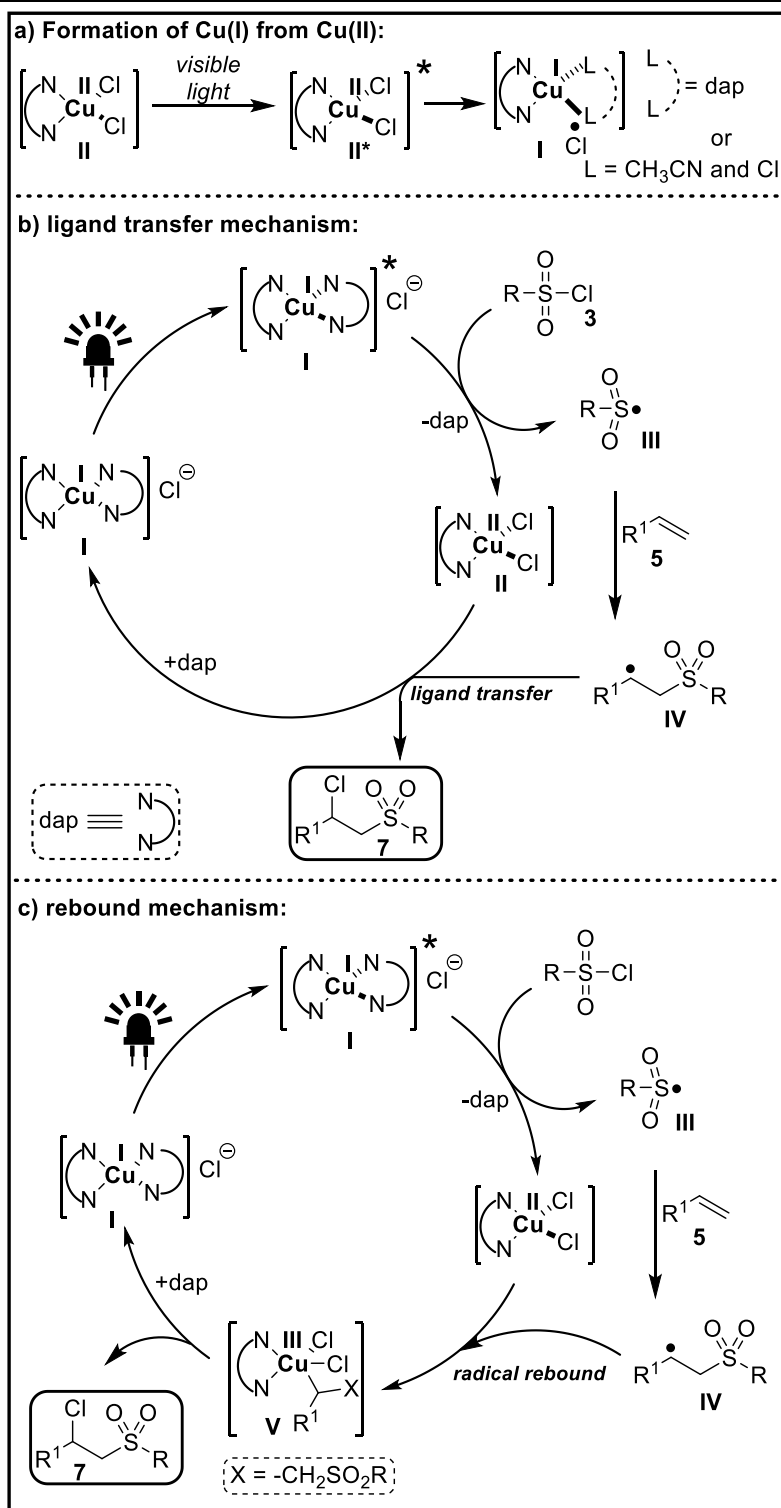 a) Formation of Cu(I) from Cu(II):
N
N
II
Cu
Cl
Cl
II
visible
light
N
N
II
Cu
Cl
Cl
*
II*
N
N
I
Cu
L
L
•Cl
I
L
L
= dap
or
L = CH₃CN and Cl
b) ligand transfer mechanism:
N
N
I
Cu
N
N
*
Cl⊖
I
O
R-S-Cl
O
3
-dap
O
R-S•
O
III
N
N
I
Cu
N
N
Cl⊖
I
N
N
II
Cu
Cl
Cl
II
R¹
5
+dap
ligand transfer
R¹
O O
S
R
IV
dap ≡
N
N
Cl
O O
R¹
S
R
7
c) rebound mechanism:
N
N
I
Cu
N
N
*
Cl⊖
I
O
R-S-Cl
O
-dap
O
R-S•
O
III
N
N
I
Cu
N
N
Cl⊖
I
N
N
II
Cu
Cl
Cl
R¹
5
+dap
N
N
III
Cu
Cl
Cl
X
R¹
V
radical rebound
R¹
O O
S
R
IV
Cl
O O
R¹
S
R
7
X = -CH₂SO₂R